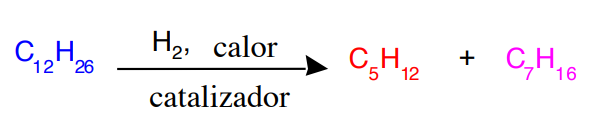 H₂, calor
C₁₂H₂₆ C₅H₁₂ + C₇H₁₆
catalizador